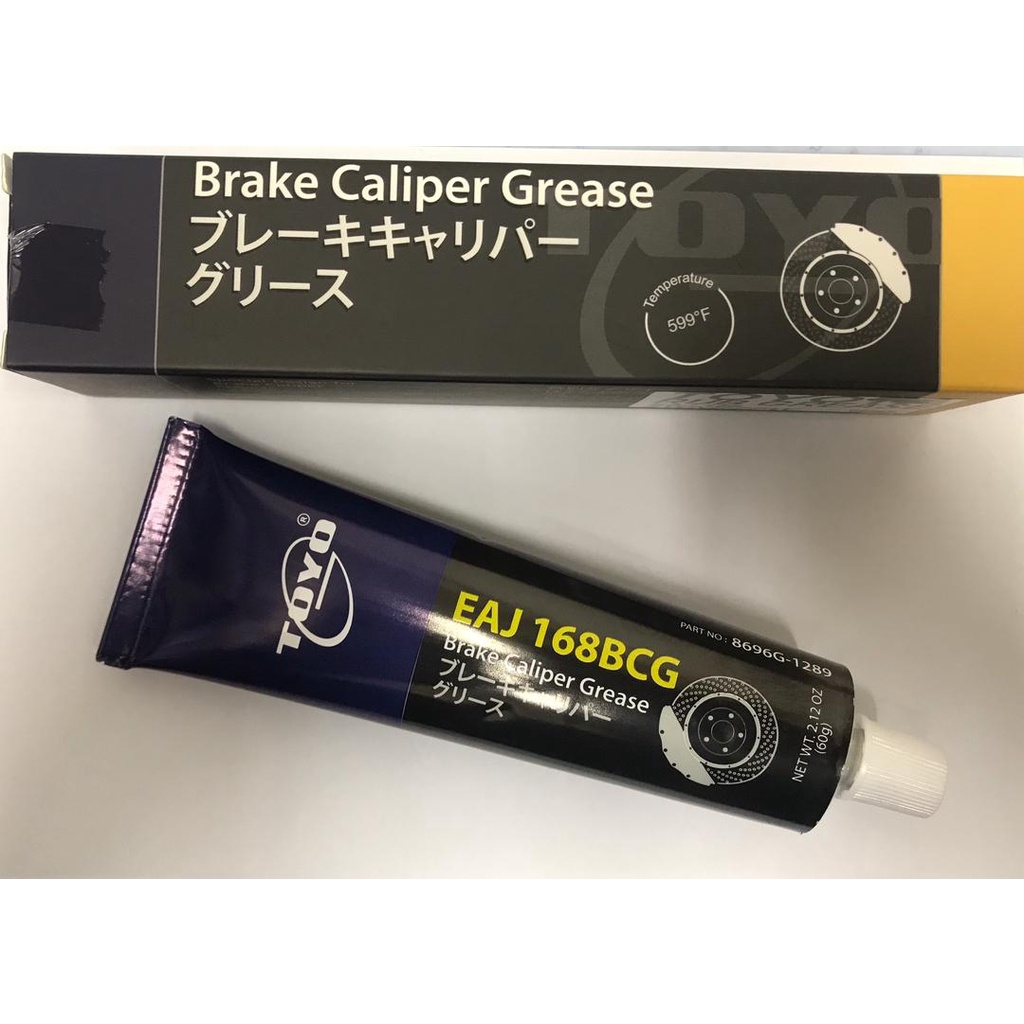 Brake Caliper Grease
ブレーキキャリパー
グリース
TOYO
Temperature
599°F
TOYO®
EAJ 168BCG
Brake Caliper Grease
ブレーキキャリパー
グリース
PART NO: 8696G-1289
NET WT. 2.12 OZ
(60g)